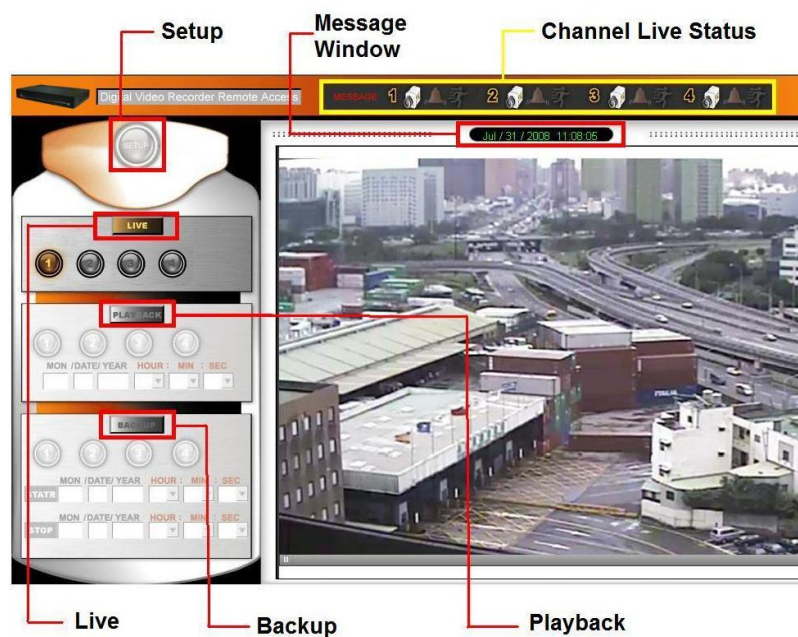 Setup
Message
Window
Channel Live Status
Digital Video Recorder Remote Access
MESSAGE 1 2 3 4
SETUP
Jul / 31 / 2008 11:08:05
LIVE
1 2 3 4
PLAYBACK
1 2 3 4
MON /DATE/ YEAR HOUR : MIN : SEC
BACKUP
1 2 3 4
MON /DATE/ YEAR HOUR : MIN : SEC
STATR
MON /DATE/ YEAR HOUR : MIN : SEC
STOP
Live
Backup
Playback